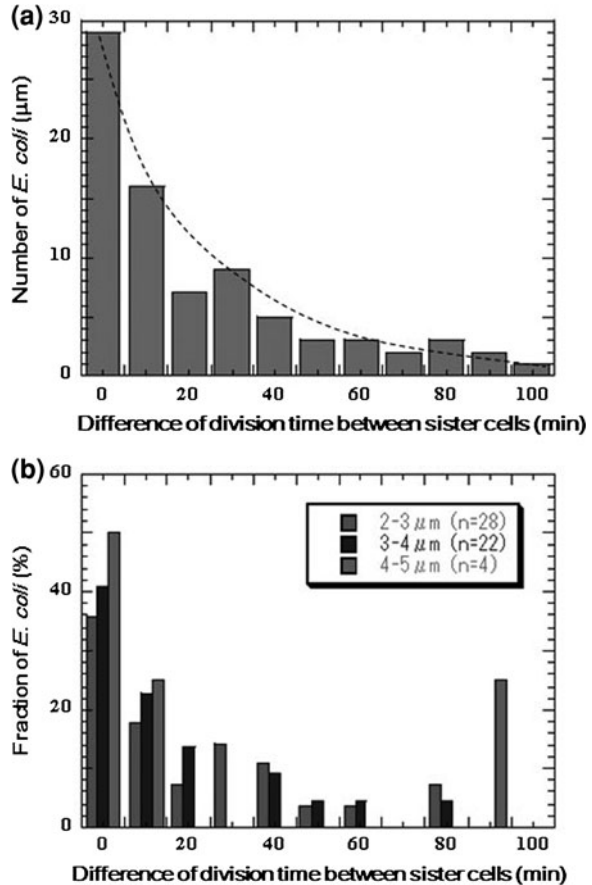 (a)
30
20
10
0
Number of E. coli (μm)
0 20 40 60 80 100
Difference of division time between sister cells (min)
(b)
60
40
20
0
Fraction of E. coli (%)
2-3 μm (n=28)
3-4 μm (n=22)
4-5 μm (n=4)
0 20 40 60 80 100
Difference of division time between sister cells (min)